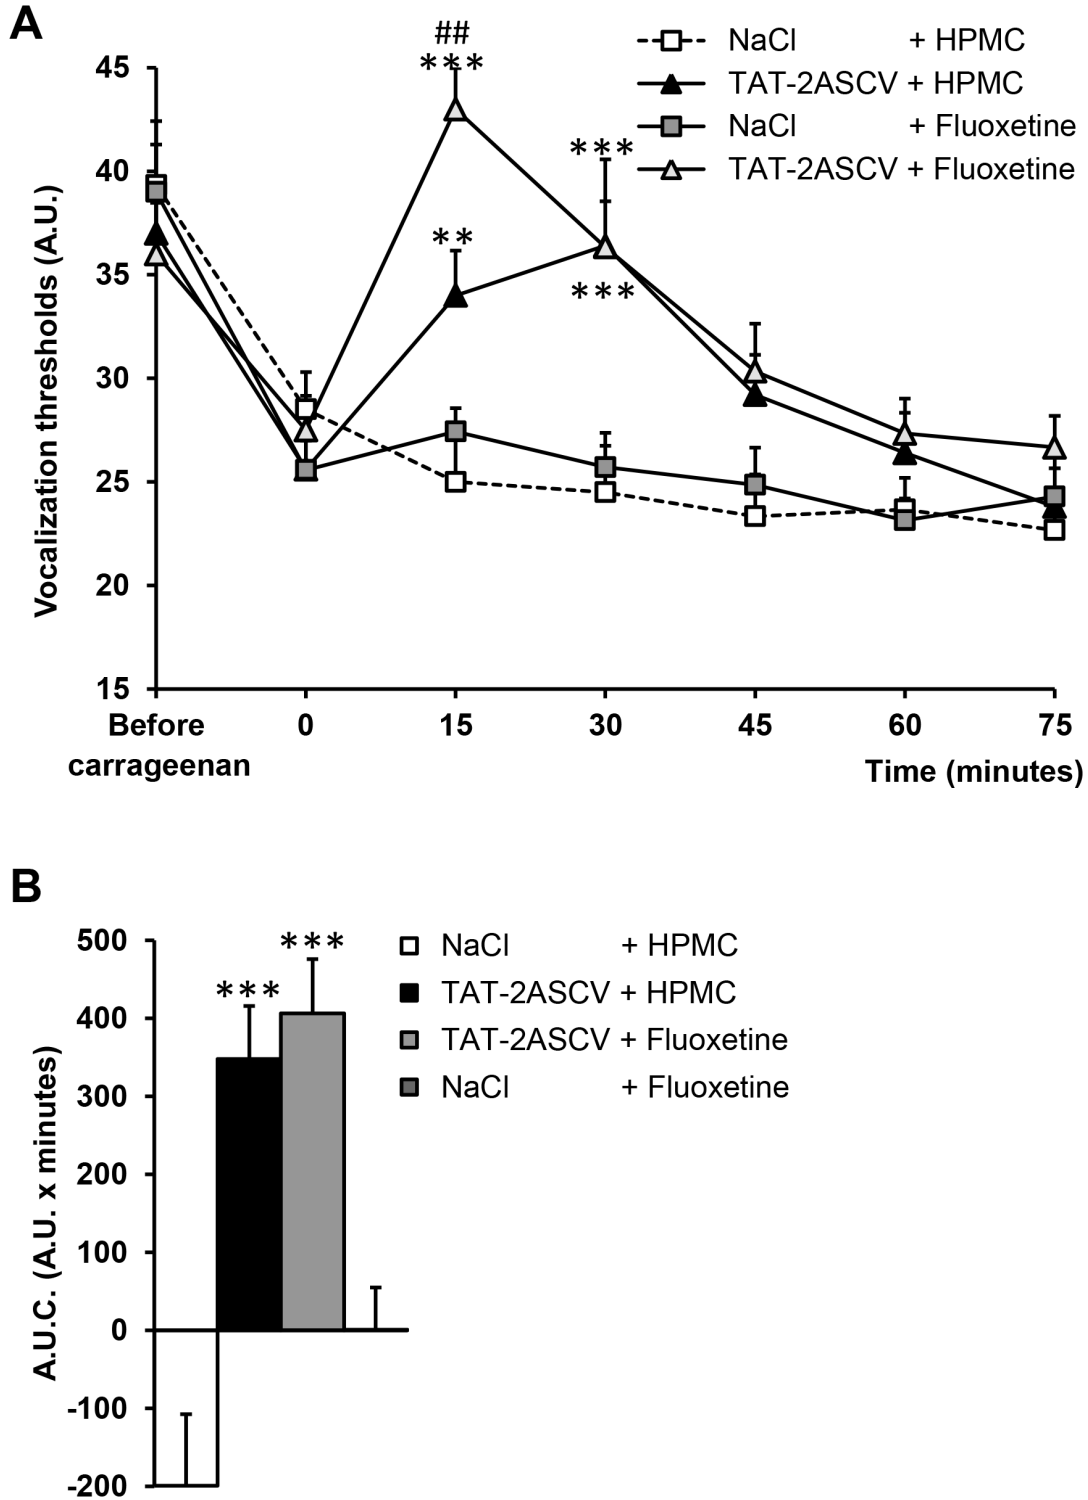 A
##
***
NaCl + HPMC
TAT-2ASCV + HPMC
NaCl + Fluoxetine
TAT-2ASCV + Fluoxetine
45
40
35
30
25
20
15
***
**
***
Vocalization thresholds (A.U.)
Before carrageenan
0
15
30
45
60
75
Time (minutes)
B
500
400
300
200
100
0
-100
-200
***
***
NaCl + HPMC
TAT-2ASCV + HPMC
TAT-2ASCV + Fluoxetine
NaCl + Fluoxetine
A.U.C. (A.U. x minutes)